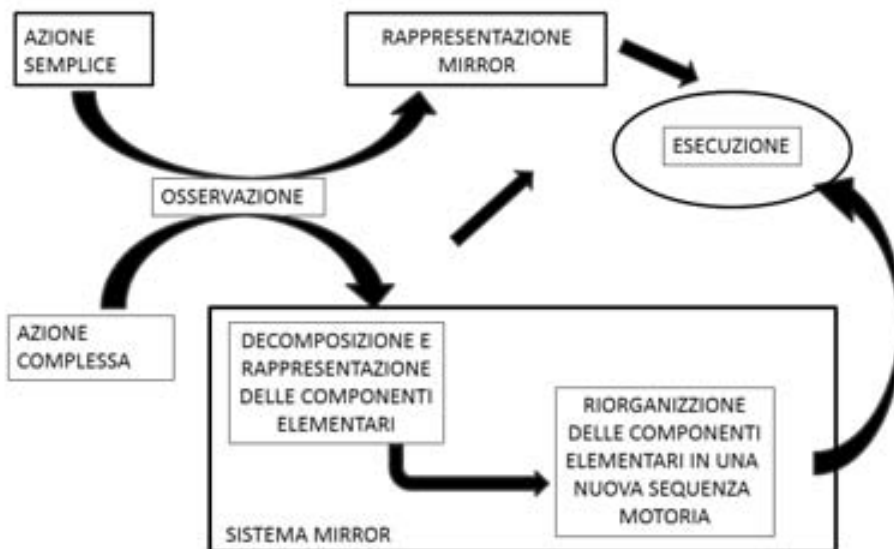 AZIONE
SEMPLICE
RAPPRESENTAZIONE
MIRROR
ESECUZIONE
OSSERVAZIONE
AZIONE
COMPLESSA
DECOMPOSIZIONE E
RAPPRESENTAZIONE
DELLE COMPONENTI
ELEMENTARI
RIORGANIZZIONE
DELLE COMPONENTI
ELEMENTARI IN UNA
NUOVA SEQUENZA
MOTORIA
SISTEMA MIRROR